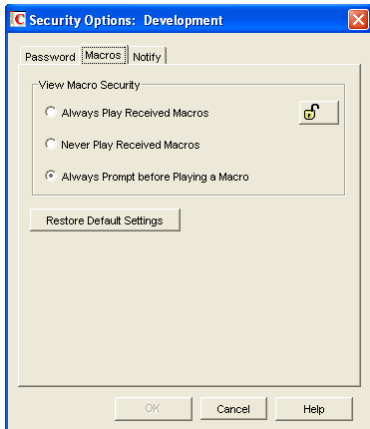 C Security Options: Development
Password Macros Notify
View Macro Security
Always Play Received Macros
Never Play Received Macros
Always Prompt before Playing a Macro
Restore Default Settings
OK Cancel Help